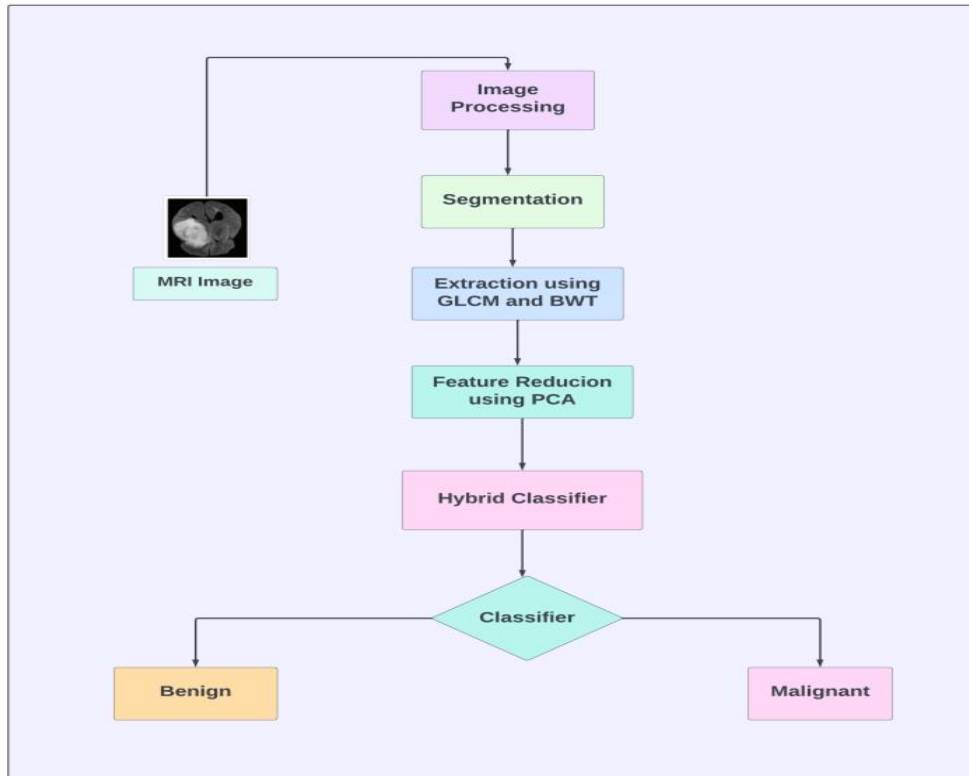 Image
Processing
Segmentation
MRI Image
Extraction using
GLCM and BWT
Feature Reducion
using PCA
Hybrid Classifier
Classifier
Benign
Malignant